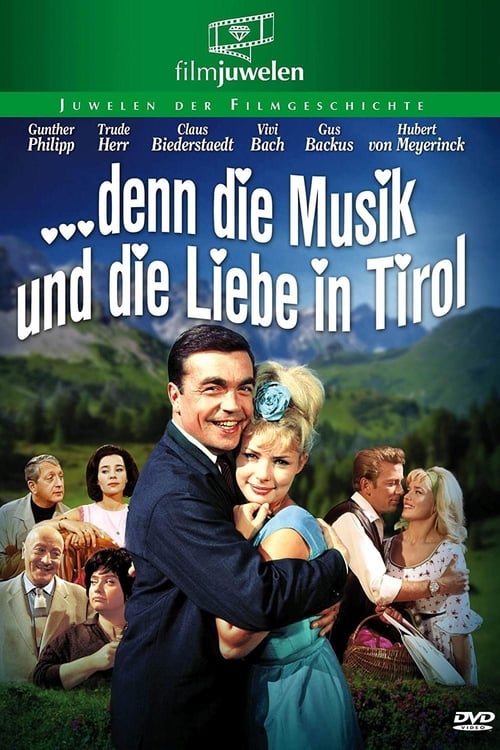 filmjuwelen
JUWELEN DER FILMGESCHICHTE
Gunther Trude Claus Vivi Gus Hubert
Philipp Herr Biederstaedt Bach Backus von Meyerinck
...denn die Musik
und die Liebe in Tirol
DVD
VIDEO